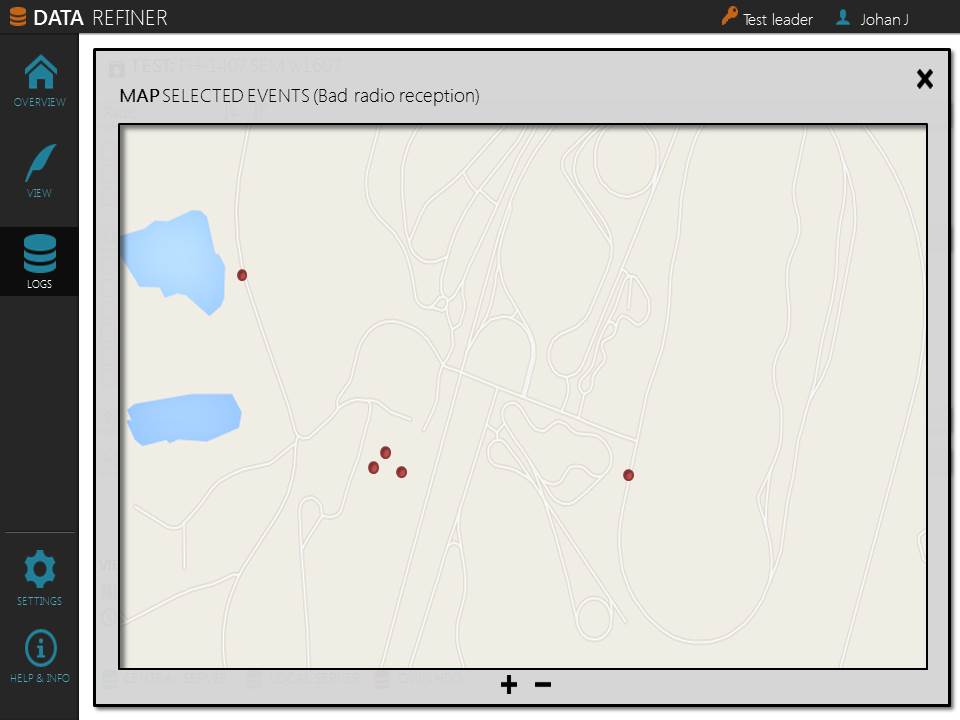 DATA REFINER
Test leader
Johan J
OVERVIEW
VIEW
LOGS
SETTINGS
HELP & INFO
MAP SELECTED EVENTS (Bad radio reception)